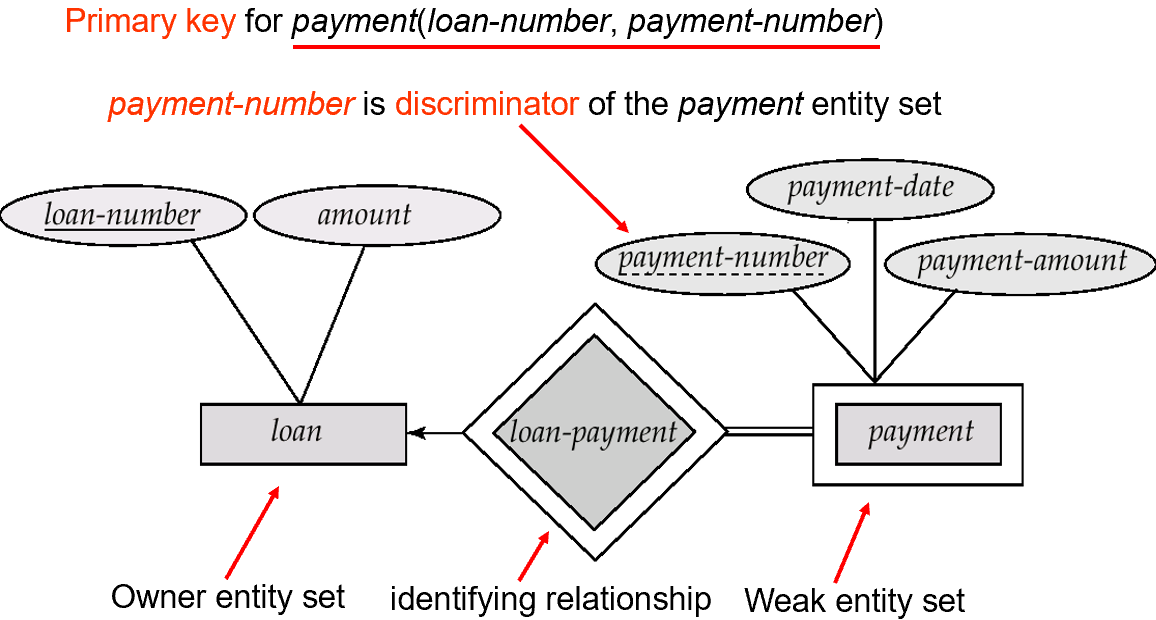 Primary key for payment(loan-number, payment-number)
payment-number is discriminator of the payment entity set
payment-date
loan-number
amount
payment-number
payment-amount
loan
loan-payment
payment
Owner entity set
identifying relationship
Weak entity set